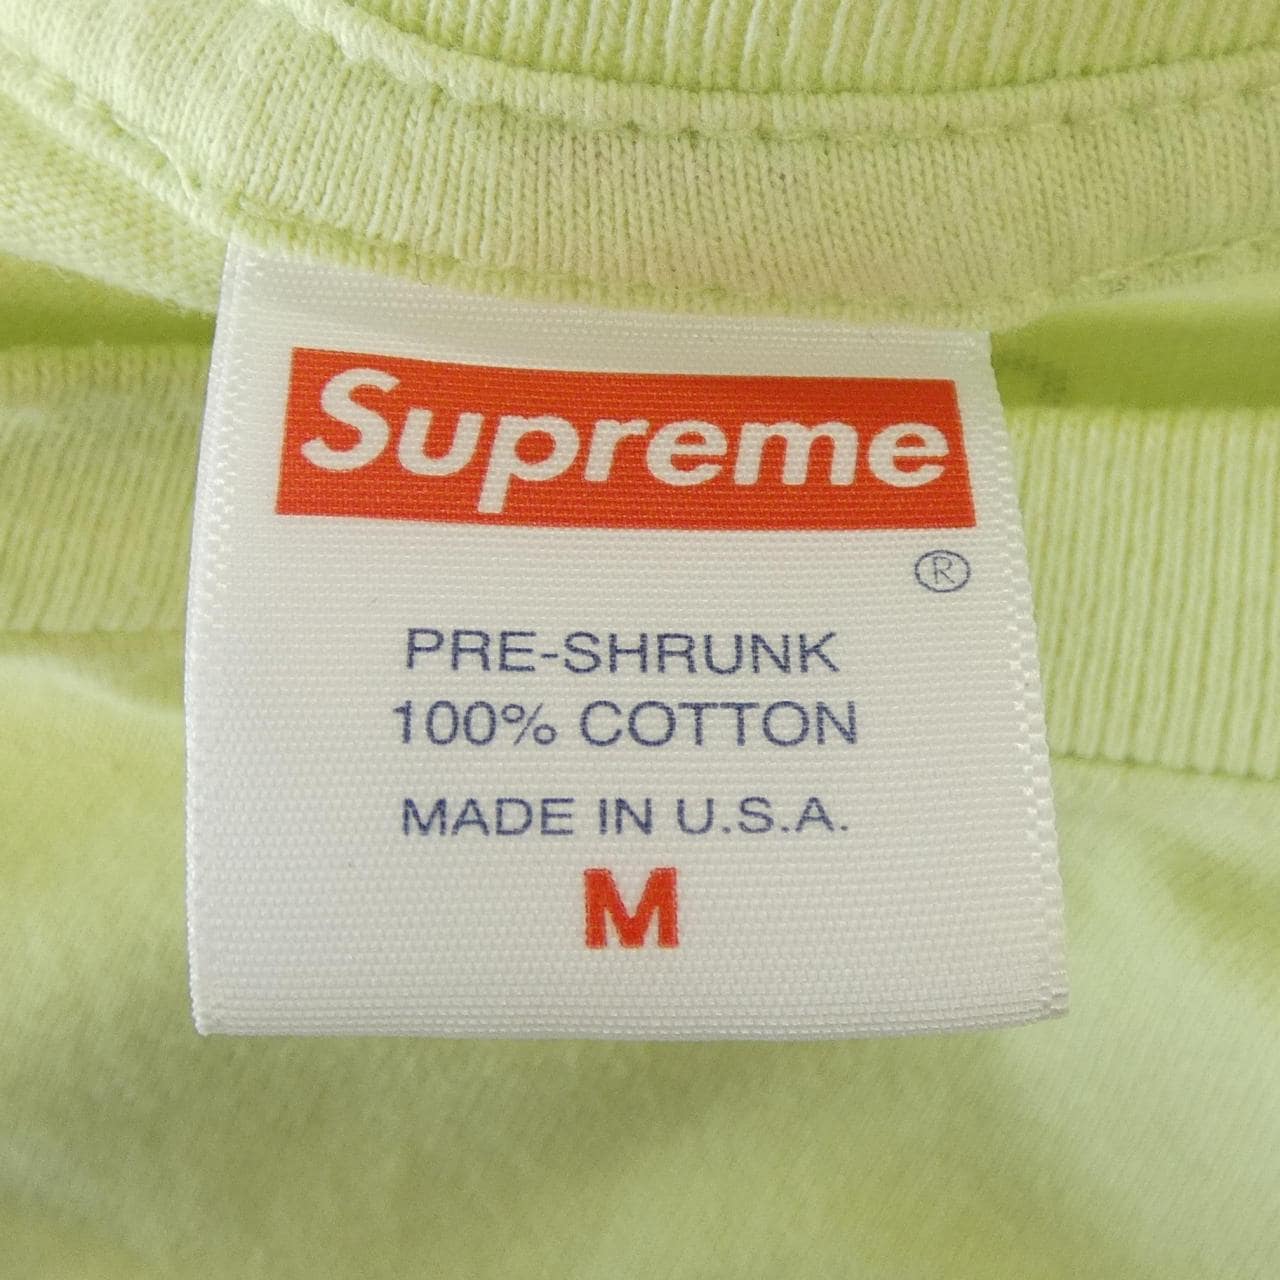 Supreme
®
PRE-SHRUNK
100% COTTON
MADE IN U.S.A.
M